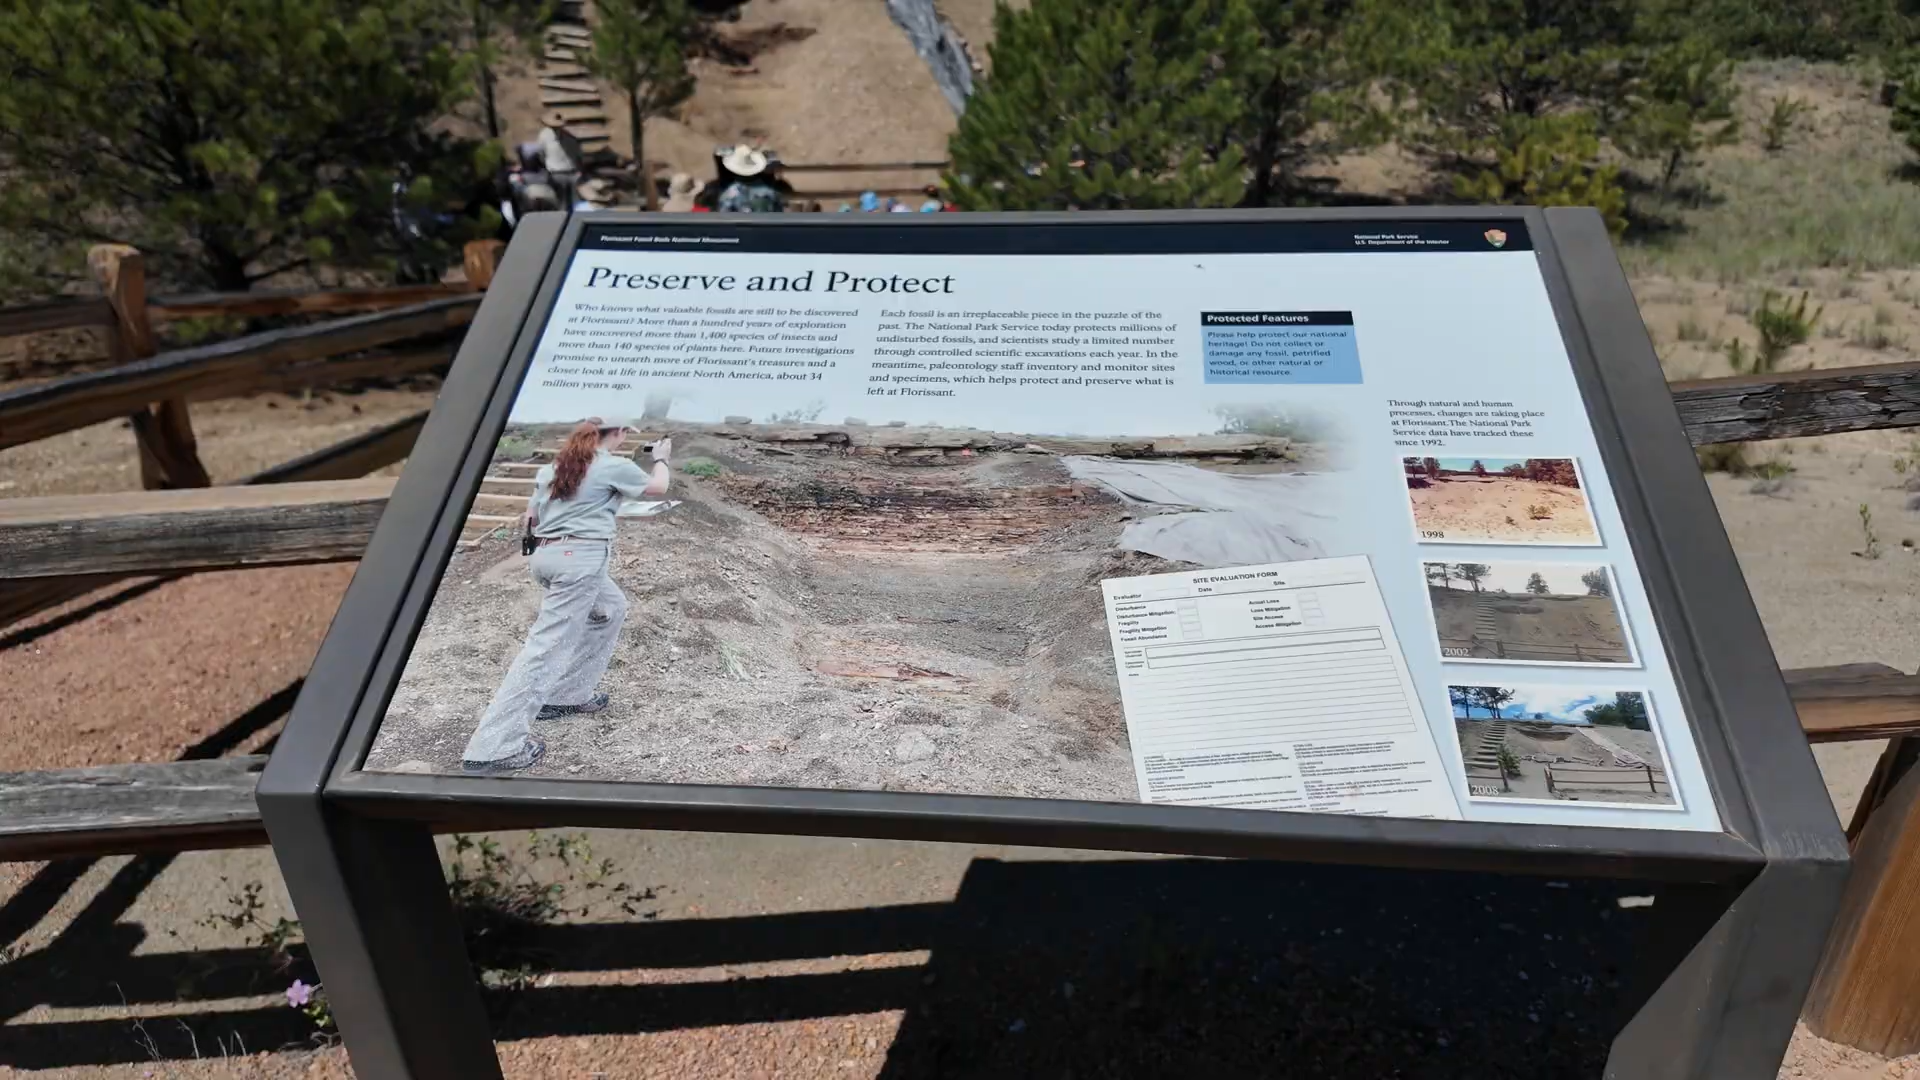 Florissant Fossil Beds National Monument
National Park Service
U.S. Department of the Interior
Preserve and Protect
Who knows what valuable fossils are still to be discovered
at Florissant? More than a hundred years of exploration
have uncovered more than 1,400 species of insects and
more than 140 species of plants here. Future investigations
promise to unearth more of Florissant's treasures and a
closer look at life in ancient North America, about 34
million years ago.
Each fossil is an irreplaceable piece in the puzzle of the
past. The National Park Service today protects millions of
undisturbed fossils, and scientists study a limited number
through controlled scientific excavations each year. In the
meantime, paleontology staff inventory and monitor sites
and specimens, which helps protect and preserve what is
left at Florissant.
Protected Features
Please help protect our national
heritage! Do not collect or
damage any fossil, petrified
wood, or other natural or
historical resource.
Through natural and human
processes, changes are taking place
at Florissant. The National Park
Service data have tracked these
since 1992.
1998
2002
2008
SITE EVALUATION FORM
Evaluator
Date
Site
Disturbance
Disturbance Mitigation
Fragility
Fragility Mitigation
Fossil Abundance
Actual Loss
Loss Mitigation
Site Access
Access Mitigation